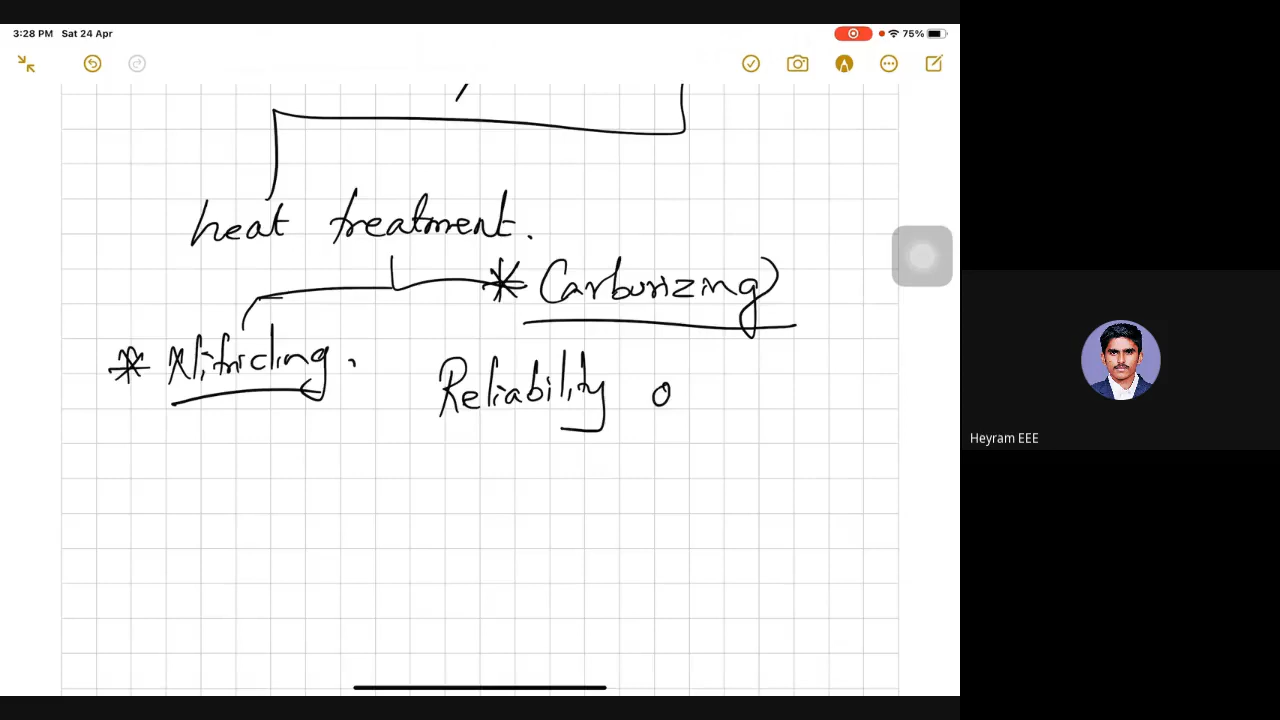 3:28 PM Sat 24 Apr
75%
heat treatment.
* Carburizing
* Nitriding.
Reliability o
Heyram EEE